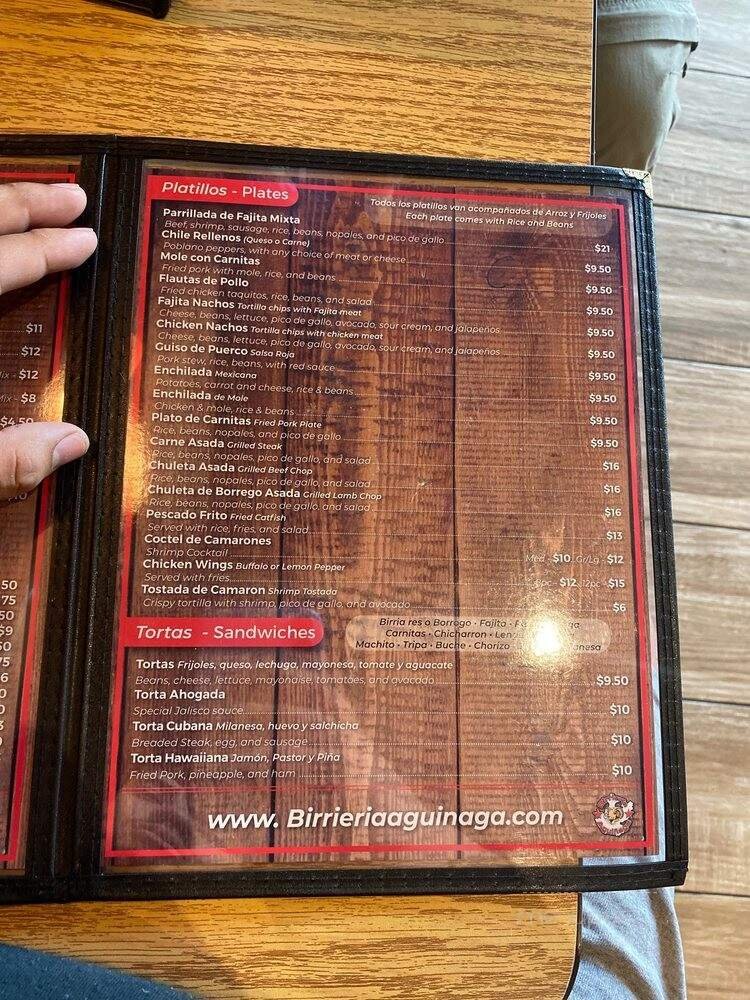 $11
$12
$12
$8
$4.50
50
75
50
$9
50
75
Platillos - Plates
Todos los platillos van acompañados de Arroz y Frijoles
Each plate comes with Rice and Beans
Parrillada de Fajita Mixta
Beef, shrimp, sausage, rice, beans, nopales, and pico de gallo $21
Chile Rellenos (Queso o Carne)
Poblano peppers, with any choice of meat or cheese $9.50
Mole con Carnitas
Fried pork with mole, rice, and beans $9.50
Flautas de Pollo
Fried chicken taquitos, rice, beans, and salad $9.50
Fajita Nachos Tortilla chips with Fajita meat
Cheese, beans, lettuce, pico de gallo, avocado, sour cream, and jalapeños $9.50
Chicken Nachos Tortilla chips with chicken meat
Cheese, beans, lettuce, pico de gallo, avocado, sour cream, and jalapeños $9.50
Guiso de Puerco Salsa Roja
Pork stew, rice, beans, with red sauce $9.50
Enchilada Mexicana
Potatoes, carrot and cheese, rice & beans $9.50
Enchilada de Mole
Chicken & mole, rice & beans $9.50
Plato de Carnitas Fried Pork Plate
Rice, beans, nopales, and pico de gallo $9.50
Carne Asada Grilled Steak
Rice, beans, nopales, pico de gallo, and salad $16
Chuleta Asada Grilled Beef Chop
Rice, beans, nopales, pico de gallo, and salad $16
Chuleta de Borrego Asada Grilled Lamb Chop
Rice, beans, nopales, pico de gallo, and salad $16
Pescado Frito Fried Catfish
Served with rice, fries, and salad $13
Coctel de Camarones
Shrimp Cocktail Med - $10 Gr/Lg - $12
Chicken Wings Buffalo or Lemon Pepper
Served with fries $12 12pc - $15
Tostada de Camaron Shrimp Tostada
Crispy tortilla with shrimp, pico de gallo, and avocado $6
Tortas - Sandwiches
Birria res o Borrego · Fajita
Carnitas · Chicharron
Machito · Tripa · Buche · Chorizo
Tortas Frijoles, queso, lechuga, mayonesa, tomate y aguacate
Beans, cheese, lettuce, mayonaise, tomatoes, and avocado $9.50
Torta Ahogada
Special Jalisco sauce $10
Torta Cubana Milanesa, huevo y salchicha
Breaded Steak, egg, and sausage $10
Torta Hawaiiana Jamón, Pastor y Piña
Fried Pork, pineapple, and ham $10
www. Birrieriaaguinaga.com